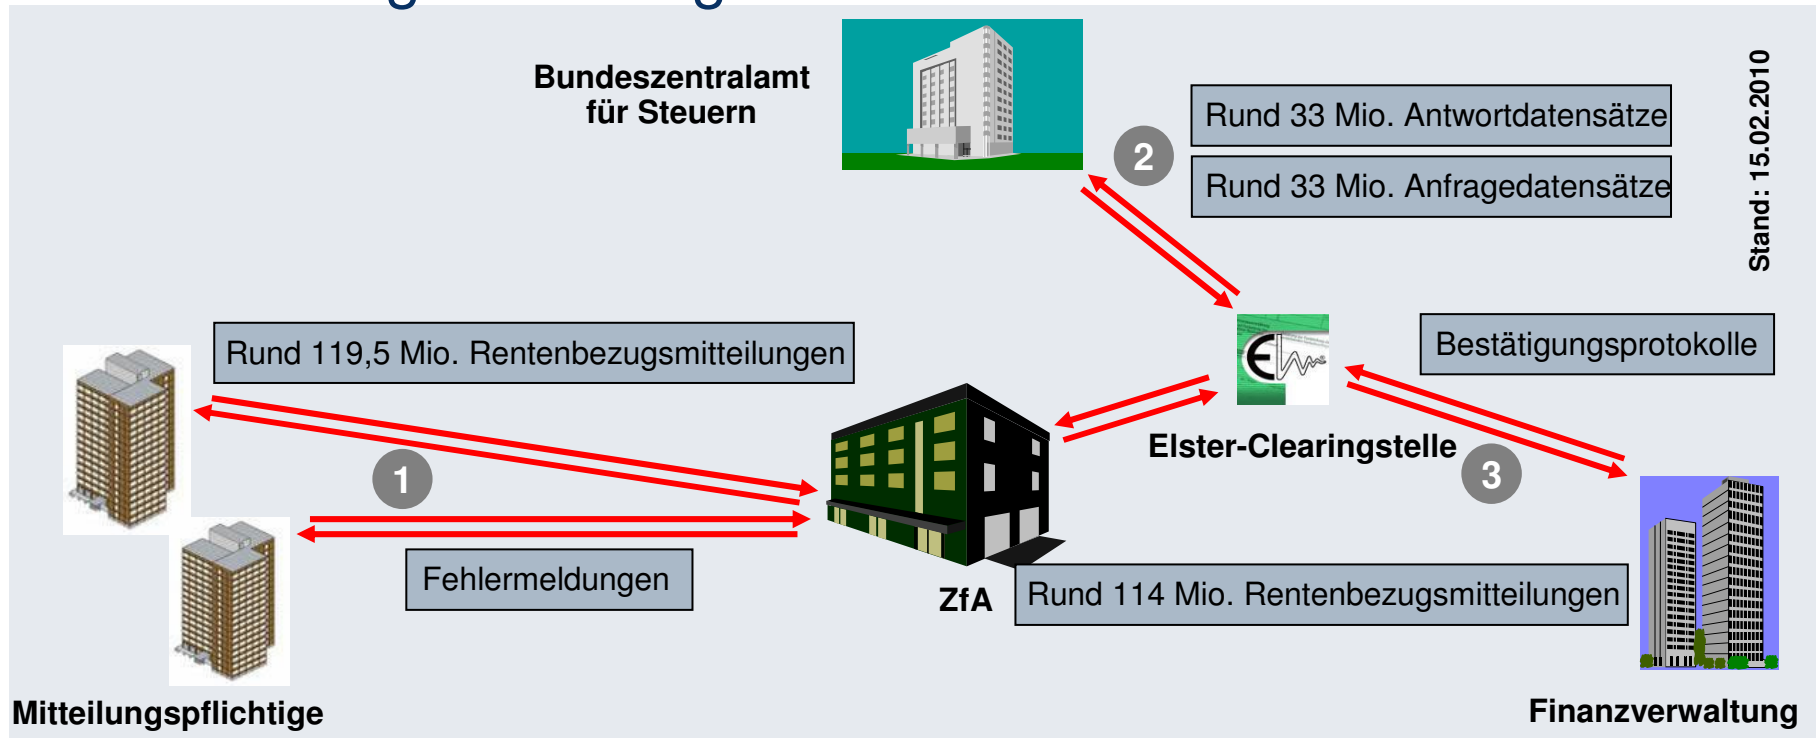 Bundeszentralamt
für Steuern
2
Rund 33 Mio. Antwortdatensätze
Rund 33 Mio. Anfragedatensätze
Stand: 15.02.2010
Rund 119,5 Mio. Rentenbezugsmitteilungen
Bestätigungsprotokolle
Elster-Clearingstelle
1
3
Fehlermeldungen
ZfA
Rund 114 Mio. Rentenbezugsmitteilungen
Mitteilungspflichtige
Finanzverwaltung